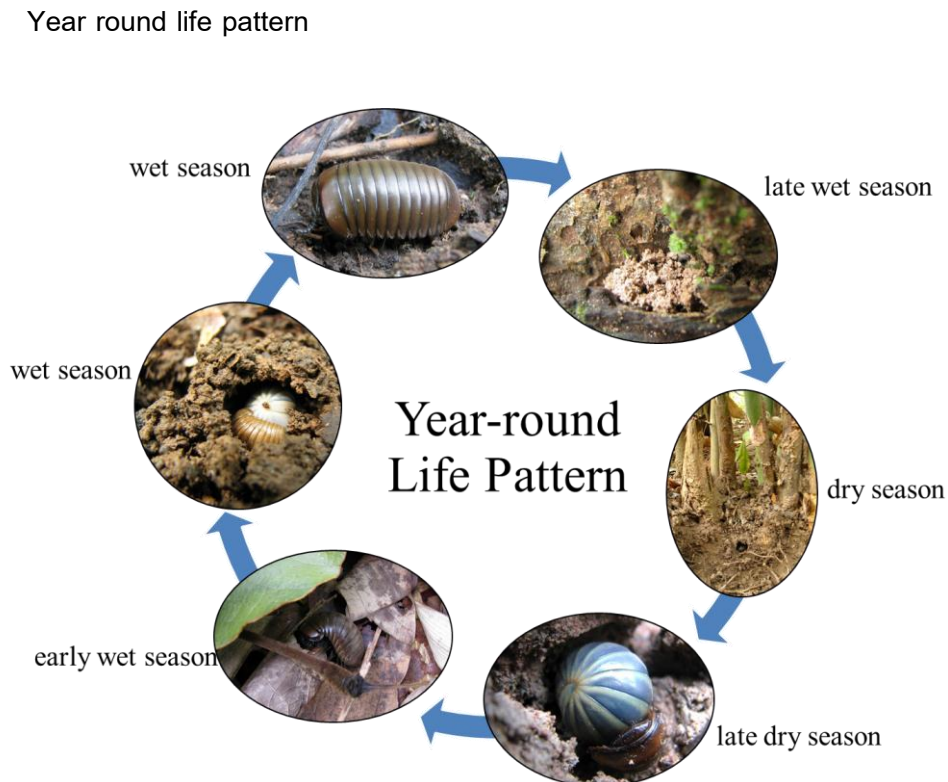 Year round life pattern
wet season
late wet season
wet season
Year-round
Life Pattern
dry season
early wet season
late dry season